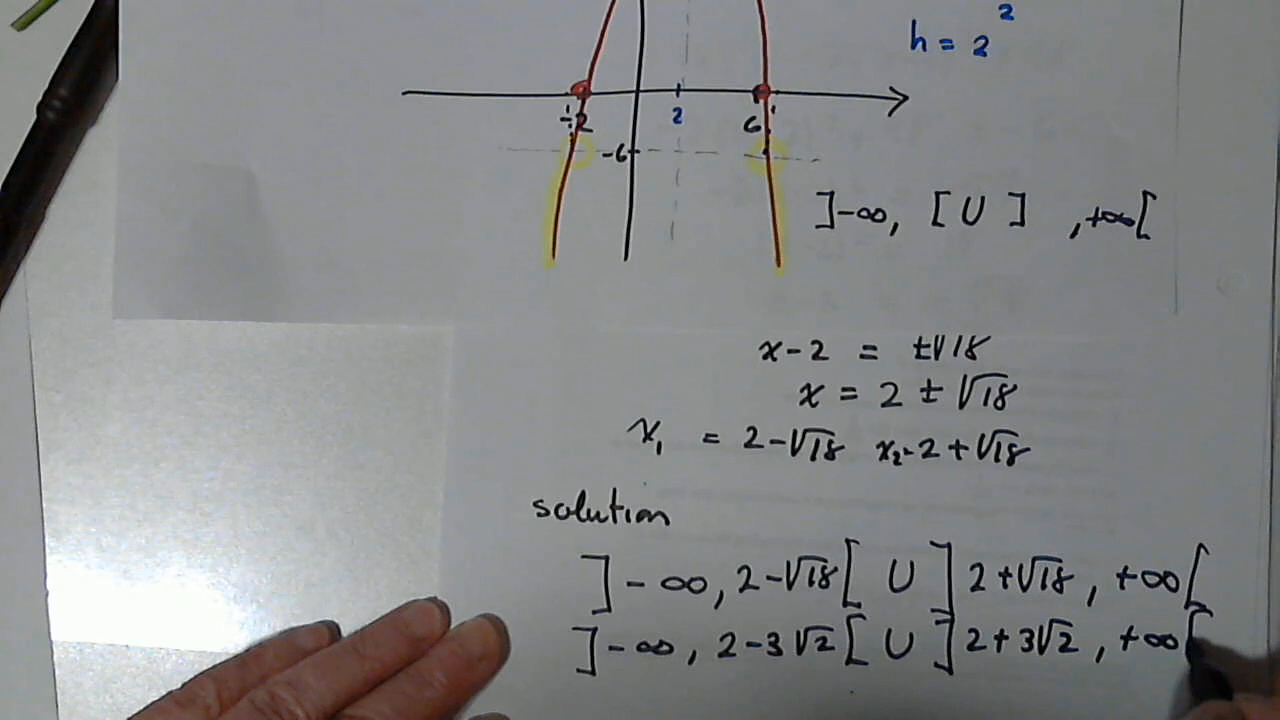 h = 2²
-2 2 6
-6
]-∞, [ U ] ,+∞[
x-2 = ±√18
x = 2 ± √18
x₁ = 2-√18 x₂=2+√18
solution
]-∞, 2-√18[ U ]2+√18, +∞[
]-∞, 2-3√2[ U ]2+3√2, +∞[